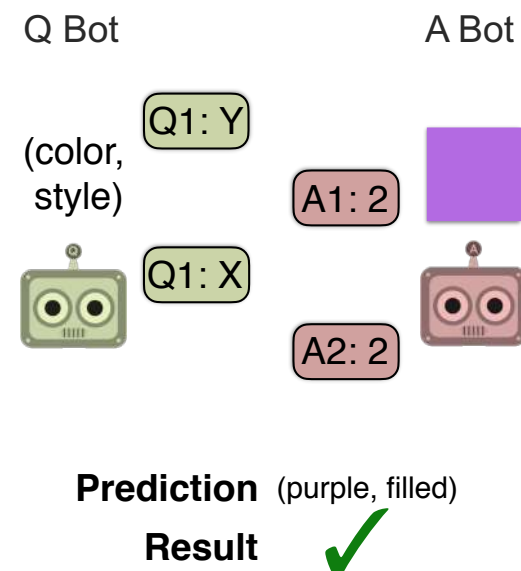 Q Bot
A Bot
Q1: Y
(color,
style)
A1: 2
Q
A
Q1: X
A2: 2
Prediction (purple, filled)
Result